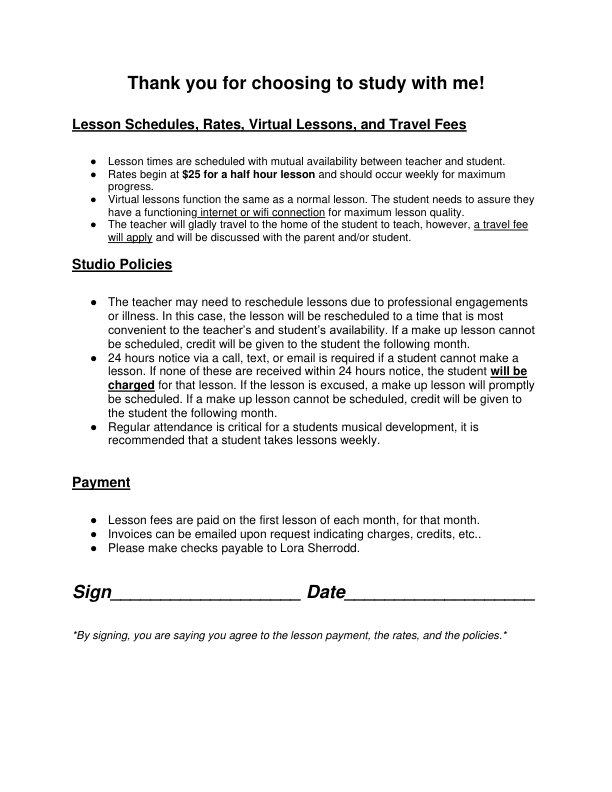 Thank you for choosing to study with me!
Lesson Schedules, Rates, Virtual Lessons, and Travel Fees
● Lesson times are scheduled with mutual availability between teacher and student.
● Rates begin at $25 for a half hour lesson and should occur weekly for maximum
progress.
● Virtual lessons function the same as a normal lesson. The student needs to assure they
have a functioning internet or wifi connection for maximum lesson quality.
● The teacher will gladly travel to the home of the student to teach, however, a travel fee
will apply and will be discussed with the parent and/or student.
Studio Policies
● The teacher may need to reschedule lessons due to professional engagements
or illness. In this case, the lesson will be rescheduled to a time that is most
convenient to the teacher’s and student’s availability. If a make up lesson cannot
be scheduled, credit will be given to the student the following month.
● 24 hours notice via a call, text, or email is required if a student cannot make a
lesson. If none of these are received within 24 hours notice, the student will be
charged for that lesson. If the lesson is excused, a make up lesson will promptly
be scheduled. If a make up lesson cannot be scheduled, credit will be given to
the student the following month.
● Regular attendance is critical for a students musical development, it is
recommended that a student takes lessons weekly.
Payment
● Lesson fees are paid on the first lesson of each month, for that month.
● Invoices can be emailed upon request indicating charges, credits, etc..
● Please make checks payable to Lora Sherrodd.
Sign___________________ Date___________________
*By signing, you are saying you agree to the lesson payment, the rates, and the policies.*